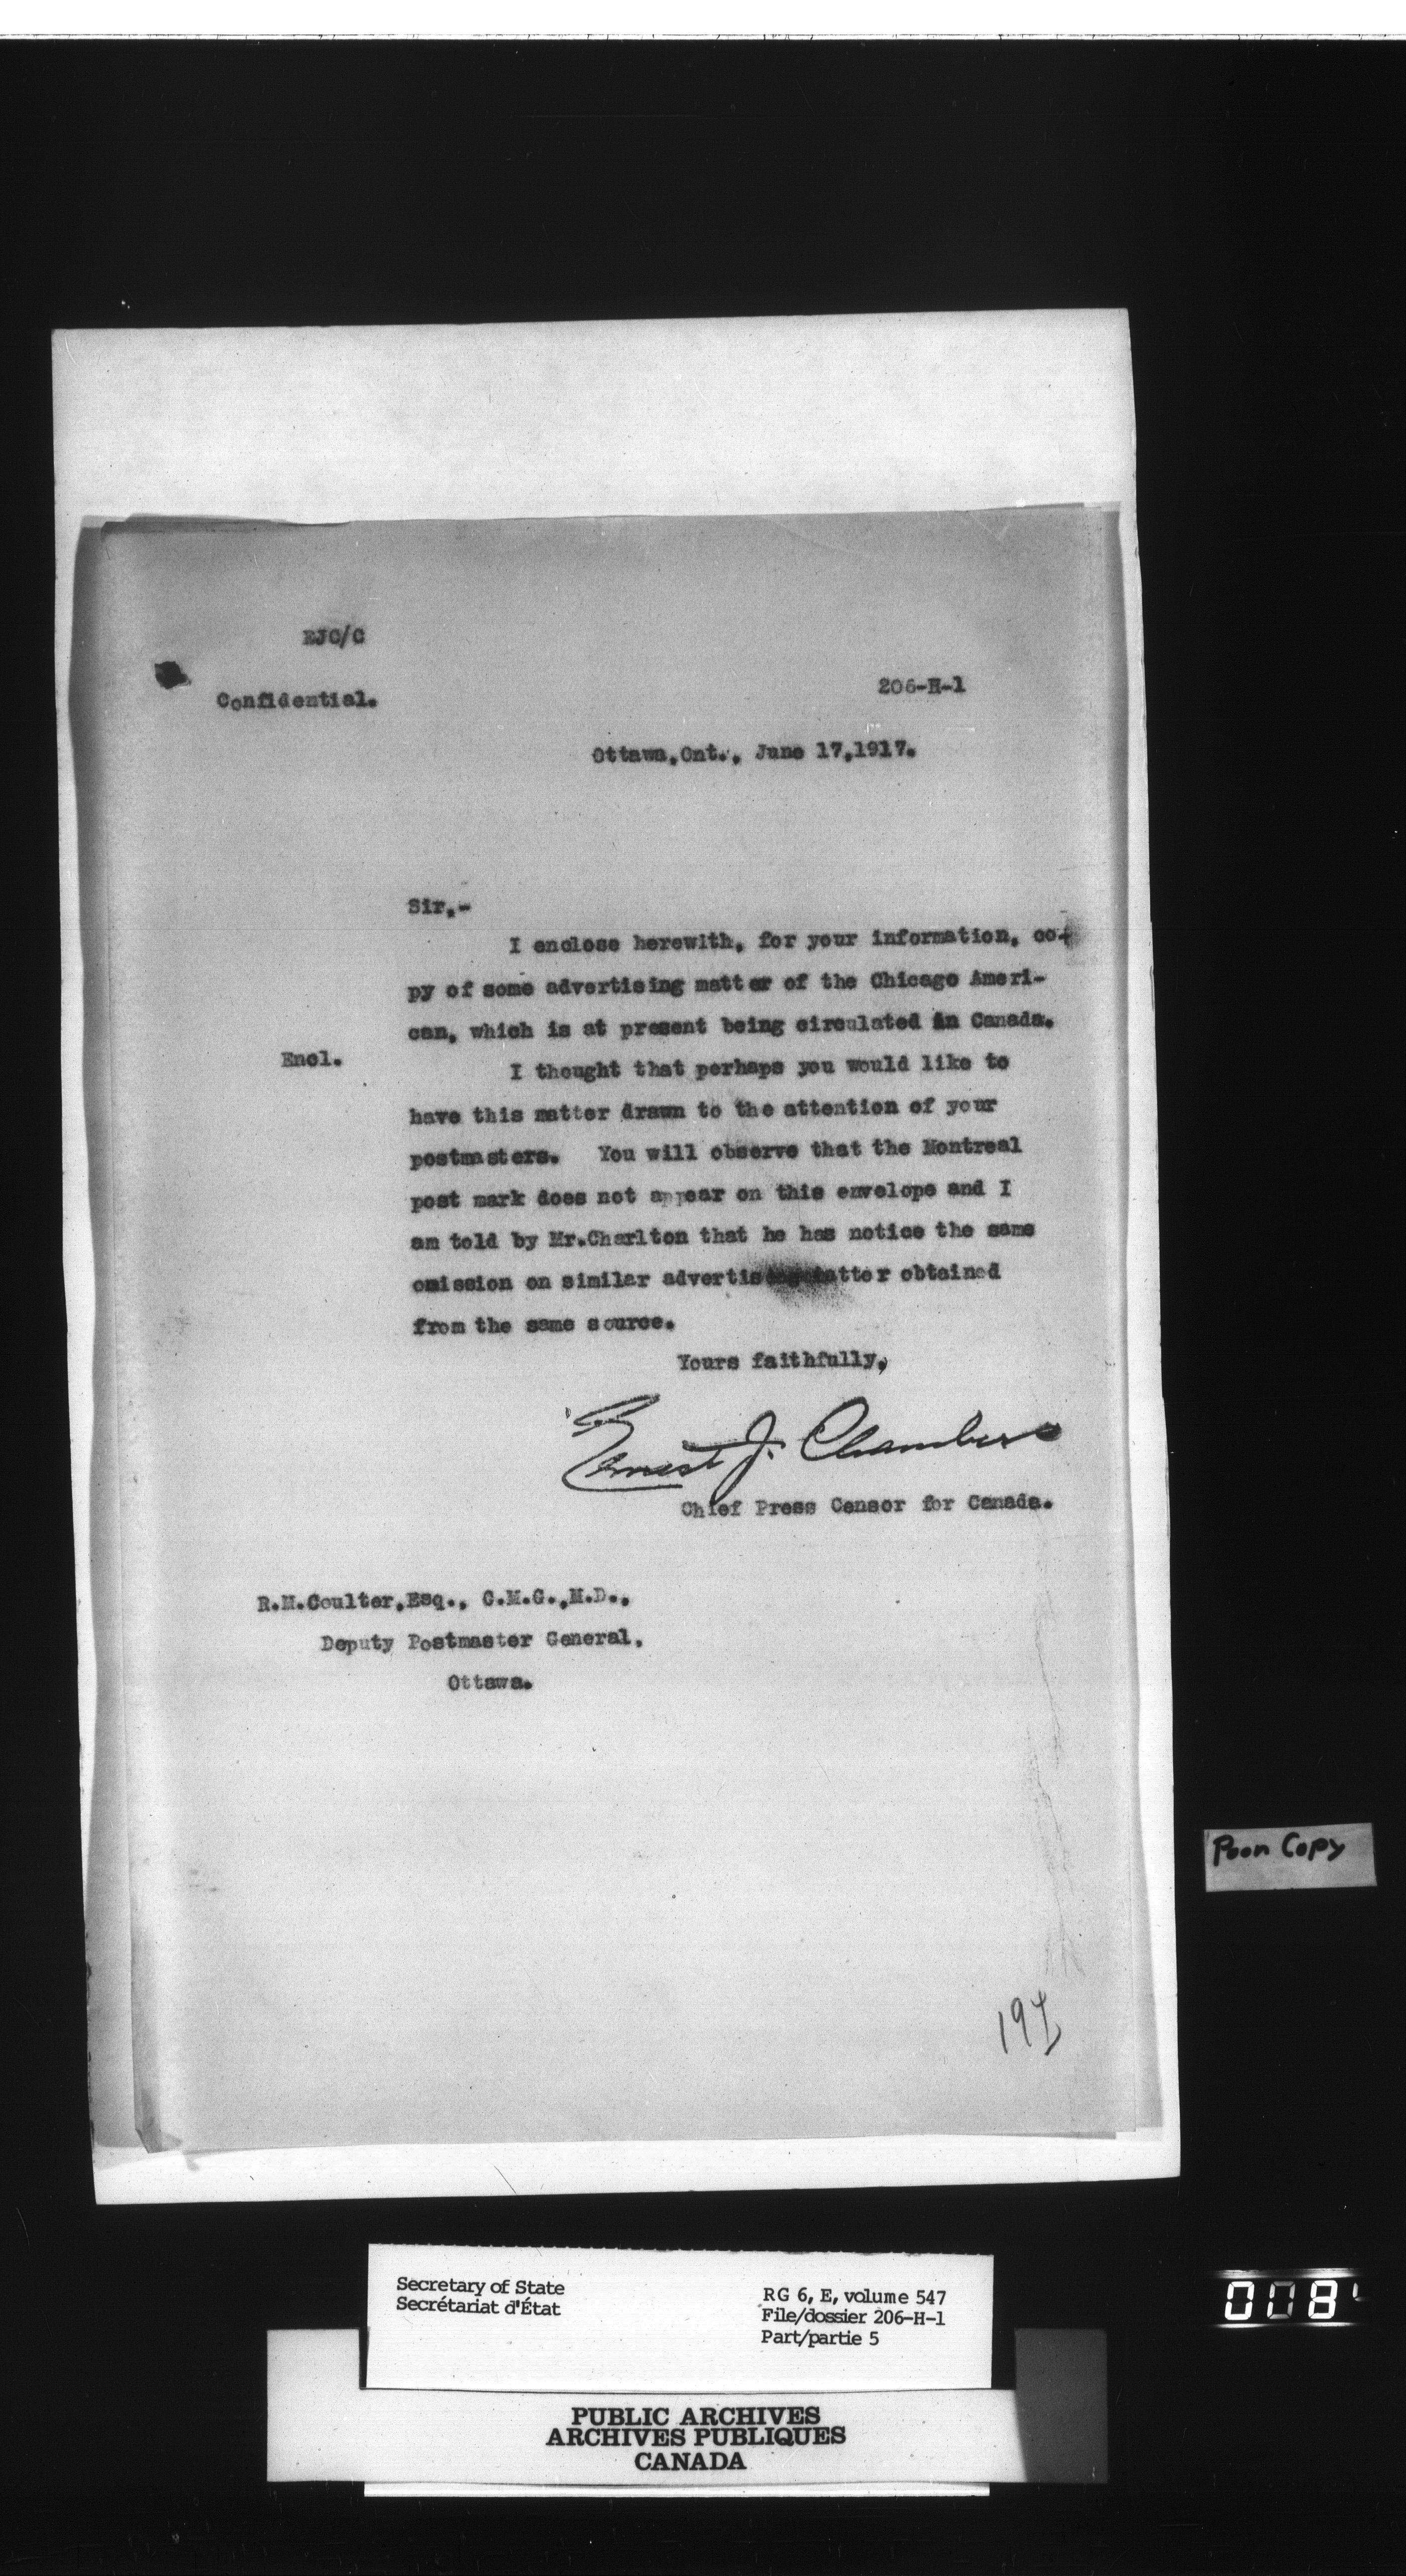 EJC/C
Confidential.
206-H-1
Ottawa,Ont., June 17,1917.
Sir,-
I enclose herewith, for your information, co-
py of some advertising matter of the Chicago Ameri-
can, which is at present being circulated in Canada.
Encl.
I thought that perhaps you would like to
have this matter drawn to the attention of your
postmasters. You will observe that the Montreal
post mark does not appear on this envelope and I
am told by Mr.Charlton that he has notice the same
omission on similar advertising matter obtained
from the same source.
Yours faithfully,
Ernest J. Chambers
Chief Press Censor for Canada.
R.M.Coulter,Esq., C.M.G.,M.D.,
Deputy Postmaster General,
Ottawa.
Poor Copy
Secretary of State
Secrétariat d'État
RG 6, E, volume 547
File/dossier 206-H-1
Part/partie 5
PUBLIC ARCHIVES
ARCHIVES PUBLIQUES
CANADA